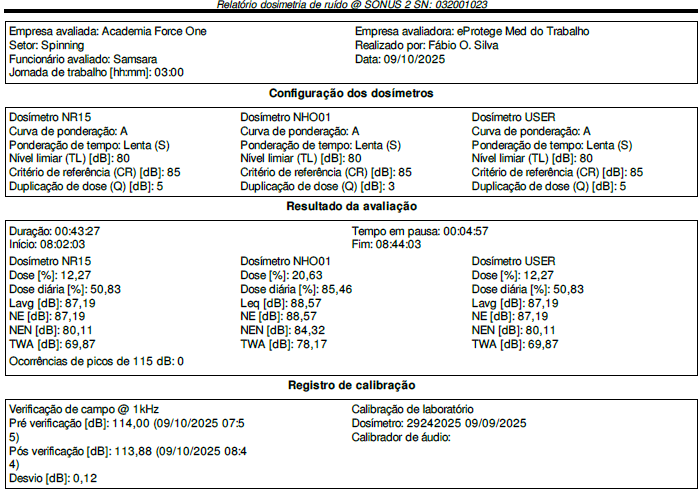 Relatório dosimetria de ruído @ SONUS 2 SN: 032001023
Empresa avaliada: Academia Force One
Setor: Spinning
Funcionário avaliado: Samsara
Jornada de trabalho [hh:mm]: 03:00
Empresa avaliadora: eProtege Med do Trabalho
Realizado por: Fábio O. Silva
Data: 09/10/2025
Configuração dos dosímetros
Dosímetro NR15
Curva de ponderação: A
Ponderação de tempo: Lenta (S)
Nível limiar (TL) [dB]: 80
Critério de referência (CR) [dB]: 85
Duplicação de dose (Q) [dB]: 5
Dosímetro NHO01
Curva de ponderação: A
Ponderação de tempo: Lenta (S)
Nível limiar (TL) [dB]: 80
Critério de referência (CR) [dB]: 85
Duplicação de dose (Q) [dB]: 3
Dosímetro USER
Curva de ponderação: A
Ponderação de tempo: Lenta (S)
Nível limiar (TL) [dB]: 80
Critério de referência (CR) [dB]: 85
Duplicação de dose (Q) [dB]: 5
Resultado da avaliação
Duração: 00:43:27
Início: 08:02:03
Tempo em pausa: 00:04:57
Fim: 08:44:03
Dosímetro NR15
Dose [%]: 12,27
Dose diária [%]: 50,83
Lavg [dB]: 87,19
NE [dB]: 87,19
NEN [dB]: 80,11
TWA [dB]: 69,87
Dosímetro NHO01
Dose [%]: 20,63
Dose diária [%]: 85,46
Leq [dB]: 88,57
NE [dB]: 88,57
NEN [dB]: 84,32
TWA [dB]: 78,17
Dosímetro USER
Dose [%]: 12,27
Dose diária [%]: 50,83
Lavg [dB]: 87,19
NE [dB]: 87,19
NEN [dB]: 80,11
TWA [dB]: 69,87
Ocorrências de picos de 115 dB: 0
Registro de calibração
Verificação de campo @ 1kHz
Pré verificação [dB]: 114,00 (09/10/2025 07:5
5)
Pós verificação [dB]: 113,88 (09/10/2025 08:4
4)
Desvio [dB]: 0,12
Calibração de laboratório
Dosímetro: 29242025 09/09/2025
Calibrador de áudio: